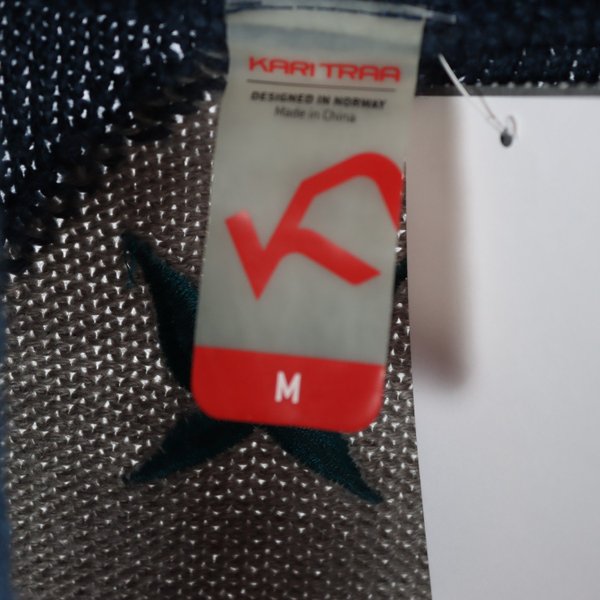 KARI TRAA
DESIGNED IN NORWAY
Made in China
M